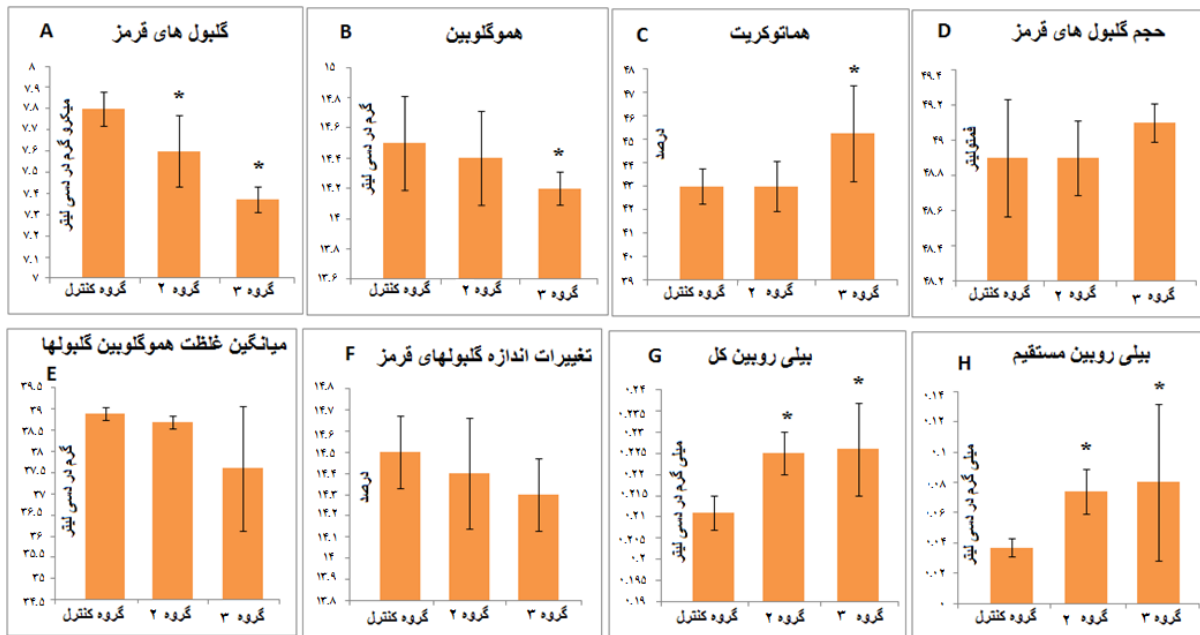 A گلبول های قرمز
میکرو گرم در دسی لیتر
۸
۷.۹
۷.۸
۷.۷
۷.۶
۷.۵
۷.۴
۷.۳
۷.۲
۷.۱
۷
*
*
گروه کنترل
گروه ۲
گروه ۳
B هموگلوبین
گرم در دسی لیتر
۱۵
۱۴.۸
۱۴.۶
۱۴.۴
۱۴.۲
۱۴
۱۳.۸
۱۳.۶
*
گروه کنترل
گروه ۲
گروه ۳
C هماتوکریت
درصد
۴۸
۴۷
۴۶
۴۵
۴۴
۴۳
۴۲
۴۱
۴۰
۳۹
*
گروه کنترل
گروه ۲
گروه ۳
D حجم گلبول های قرمز
فمتولیتر
۴۹.۴
۴۹.۲
۴۹
۴۸.۸
۴۸.۶
۴۸.۴
۴۸.۲
گروه کنترل
گروه ۲
گروه ۳
E میانگین غلظت هموگلوبین گلبولها
گرم در دسی لیتر
۳۹.۵
۳۹
۳۸.۵
۳۸
۳۷.۵
۳۷
۳۶.۵
۳۶
۳۵.۵
۳۵
۳۴.۵
گروه کنترل
گروه ۲
گروه ۳
F تغییرات اندازه گلبولهای قرمز
درصد
۱۴.۸
۱۴.۷
۱۴.۶
۱۴.۵
۱۴.۴
۱۴.۳
۱۴.۲
۱۴.۱
۱۴
۱۳.۹
۱۳.۸
گروه کنترل
گروه ۲
گروه ۳
G بیلی روبین کل
میلی گرم در دسی لیتر
۰.۲۴
۰.۲۳۵
۰.۲۳
۰.۲۲۵
۰.۲۲
۰.۲۱۵
۰.۲۱
۰.۲۰۵
۰.۲
۰.۱۹۵
۰.۱۹
*
*
گروه کنترل
گروه ۲
گروه ۳
H بیلی روبین مستقیم
میلی گرم در دسی لیتر
۰.۱۴
۰.۱۲
۰.۱
۰.۰۸
۰.۰۶
۰.۰۴
۰.۰۲
۰
*
*
گروه کنترل
گروه ۲
گروه ۳